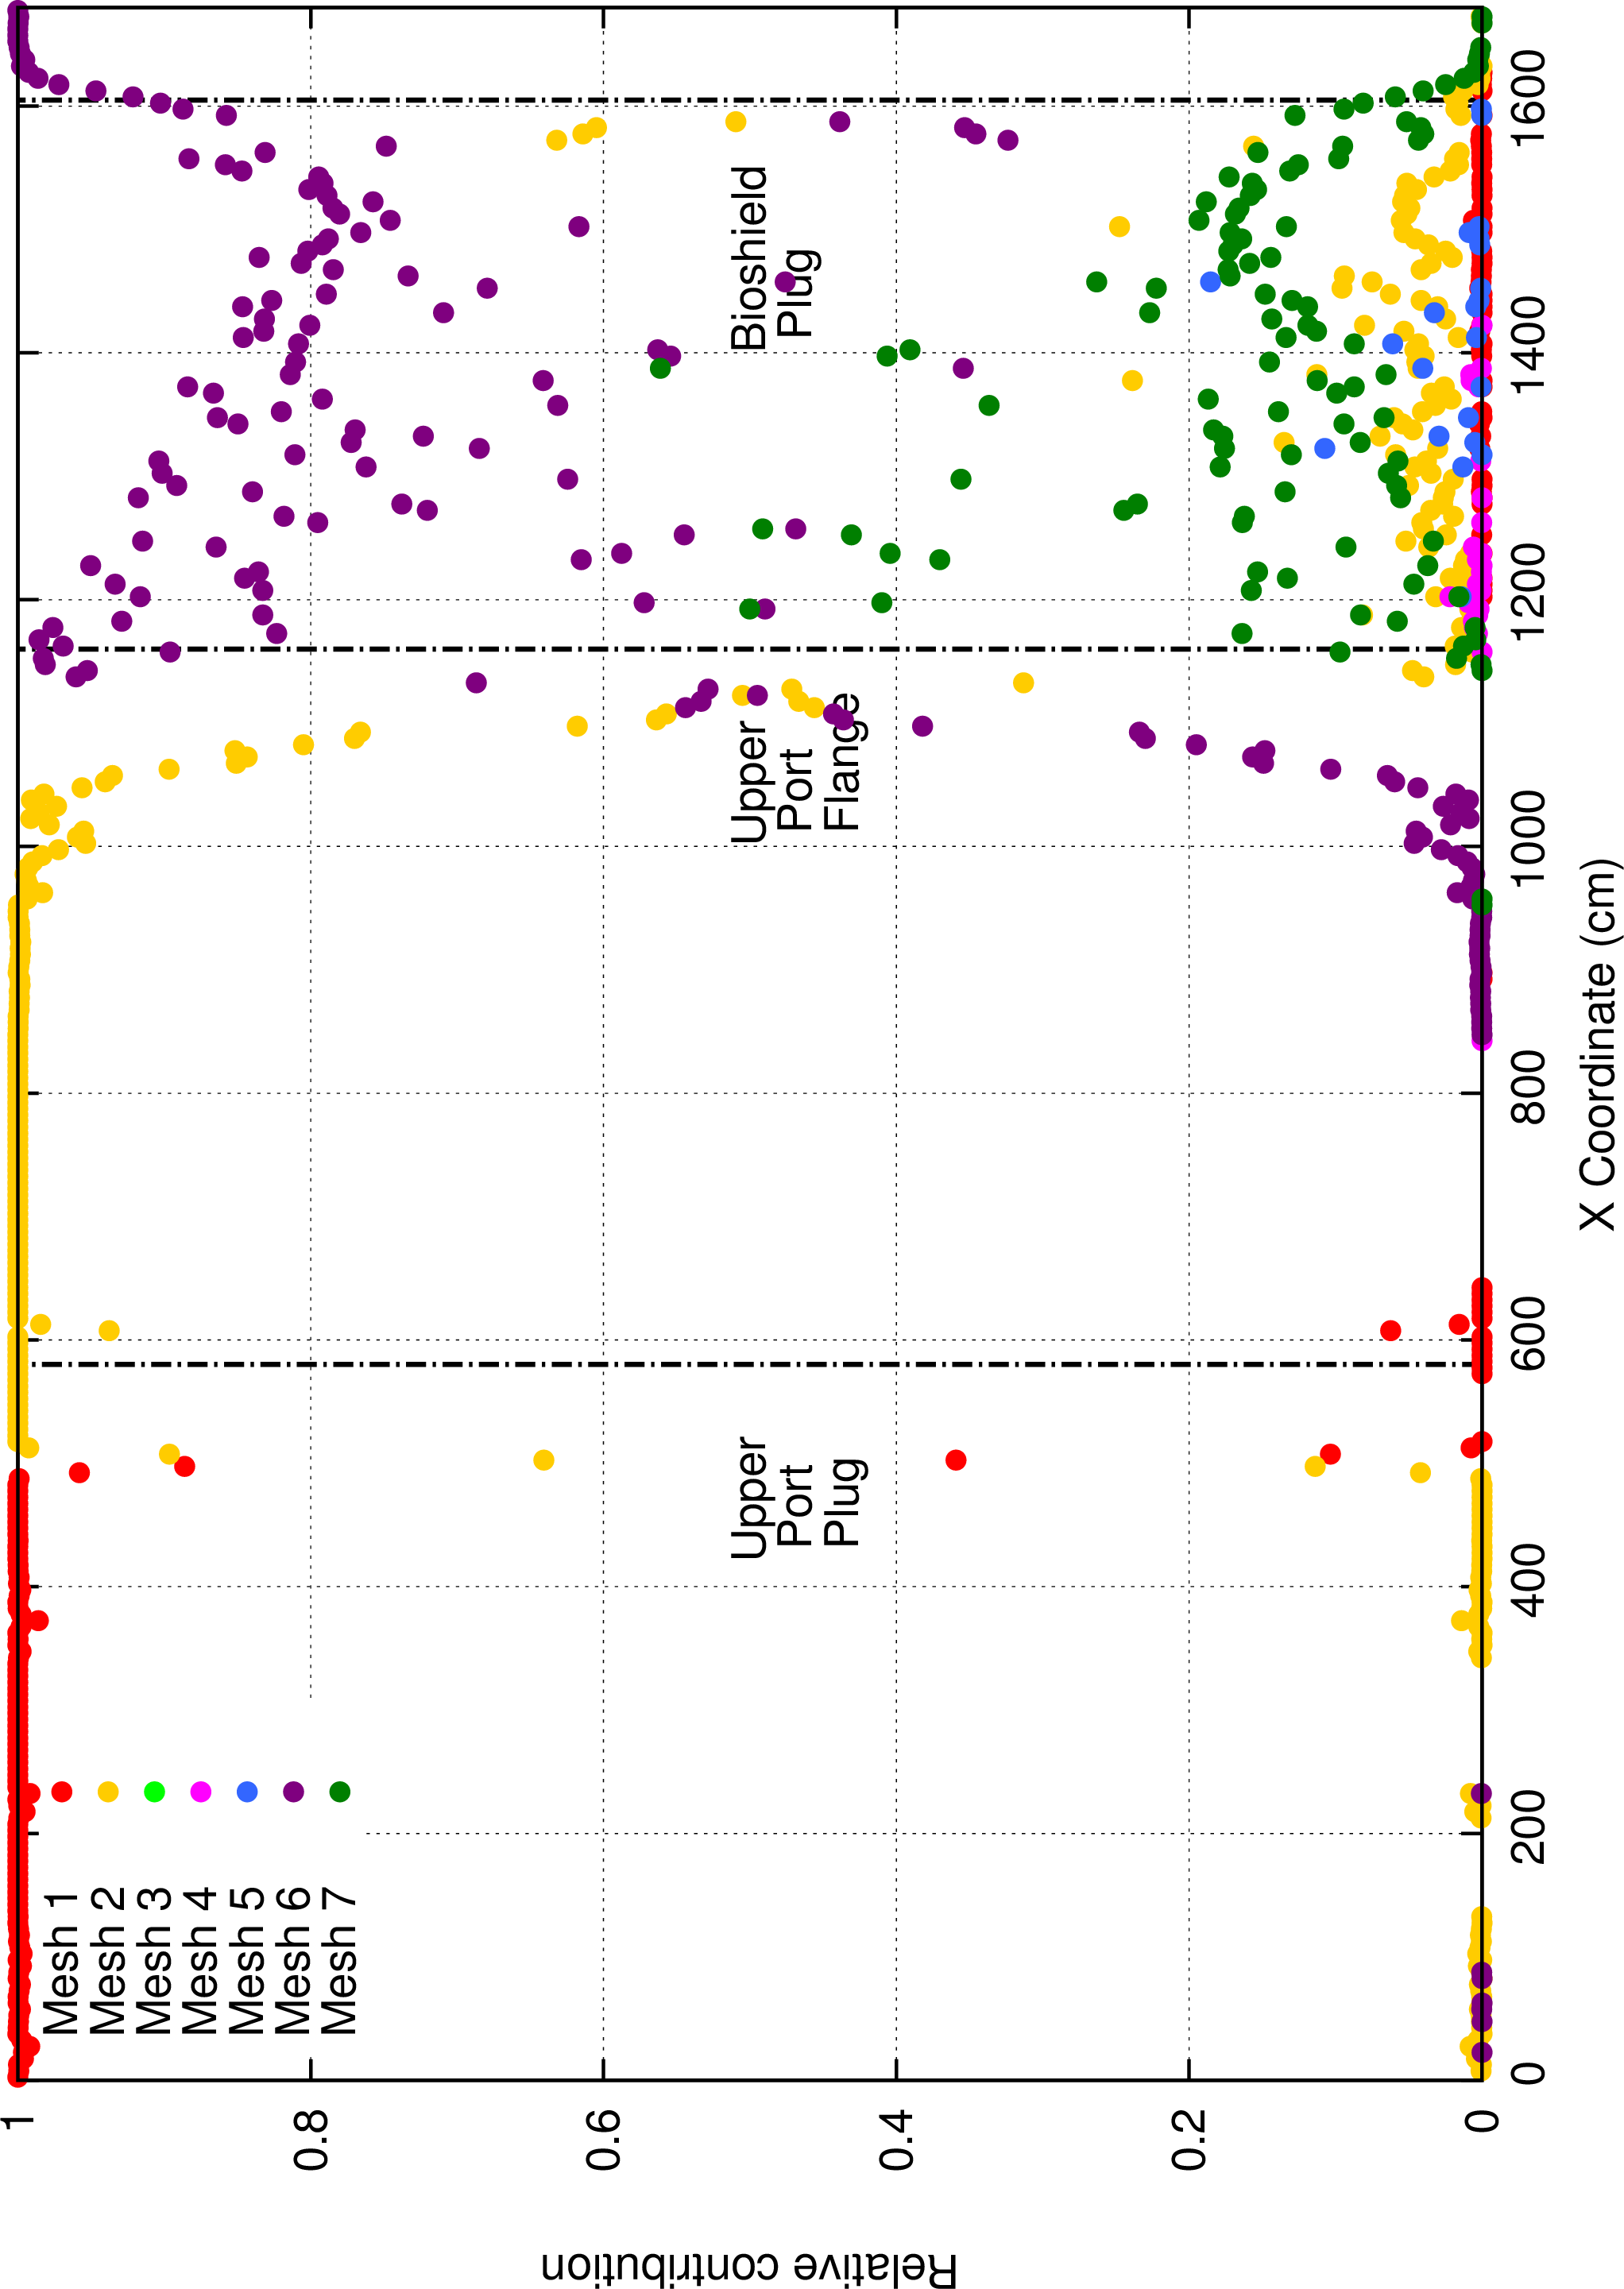 Relative contribution
1
0.8
0.6
0.4
0.2
0
0
200
400
600
800
1000
1200
1400
1600
X Coordinate (cm)
Mesh 1
Mesh 2
Mesh 3
Mesh 4
Mesh 5
Mesh 6
Mesh 7
Upper
Port
Plug
Upper
Port
Flange
Bioshield
Plug